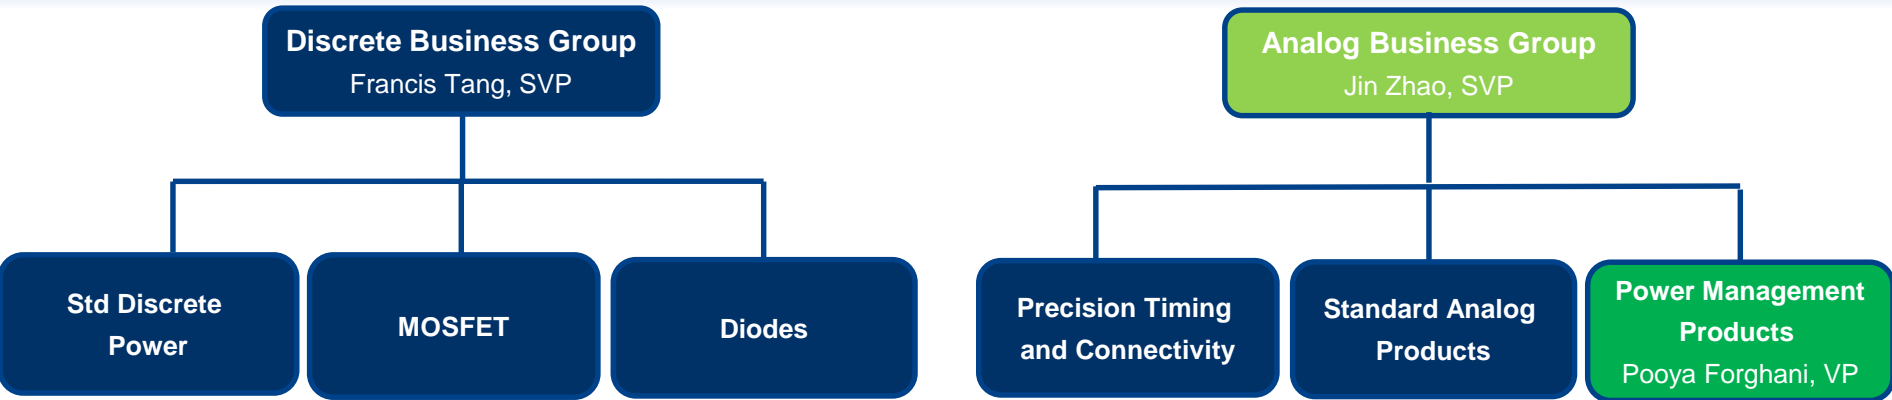 Discrete Business Group
Francis Tang, SVP
Analog Business Group
Jin Zhao, SVP
Std Discrete
Power
MOSFET
Diodes
Precision Timing
and Connectivity
Standard Analog
Products
Power Management
Products
Pooya Forghani, VP